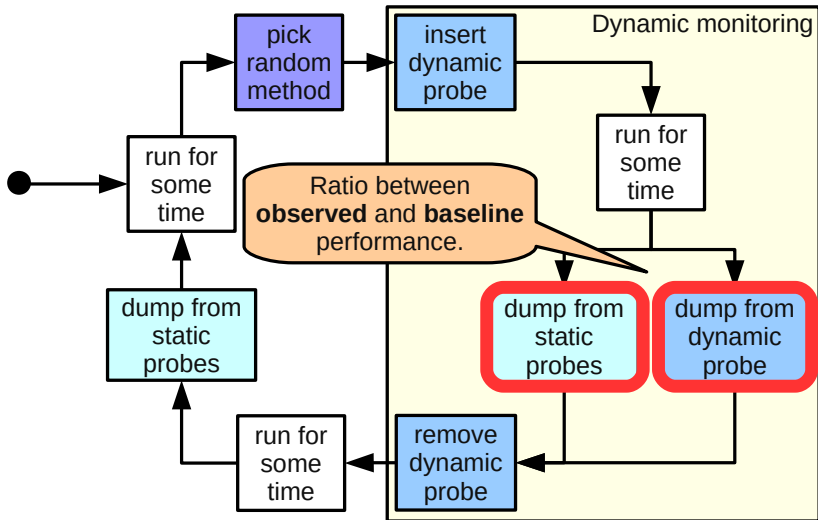 Dynamic monitoring
pick
random
method
insert
dynamic
probe
run for
some
time
run for
some
time
Ratio between
observed and baseline
performance.
dump from
static
probes
dump from
dynamic
probe
dump from
static
probes
remove
dynamic
probe
run for
some
time